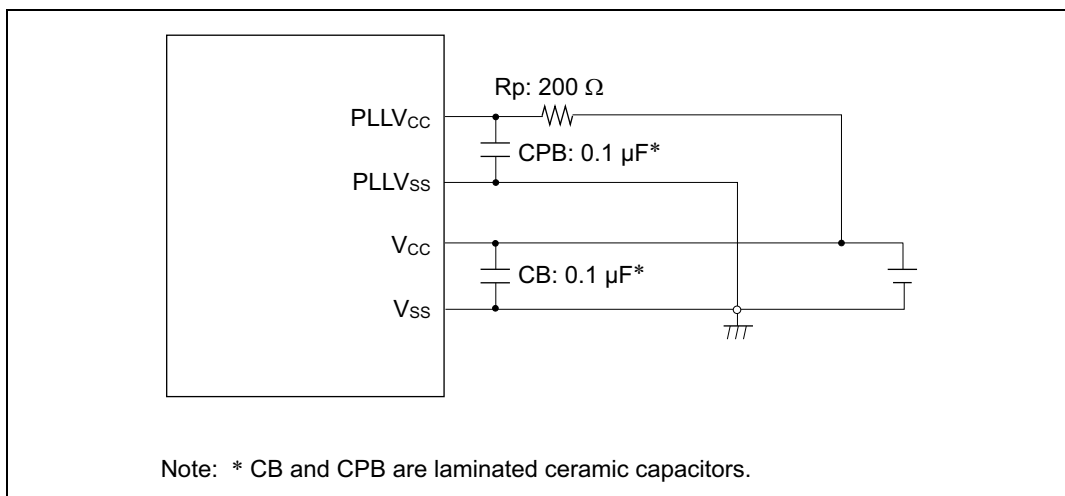 Rp: 200 Ω
PLLVCC
CPB: 0.1 µF*
PLLVSS
VCC
CB: 0.1 µF*
VSS
Note: * CB and CPB are laminated ceramic capacitors.